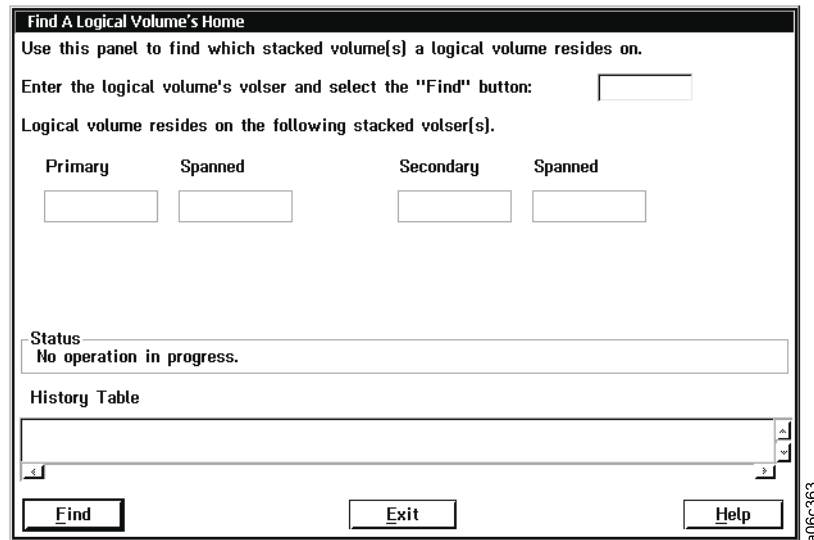 Find A Logical Volume's Home
Use this panel to find which stacked volume(s) a logical volume resides on.
Enter the logical volume's volser and select the "Find" button:
Logical volume resides on the following stacked volser(s).
Primary Spanned Secondary Spanned
Status
No operation in progress.
History Table
Find Exit Help
a06c363